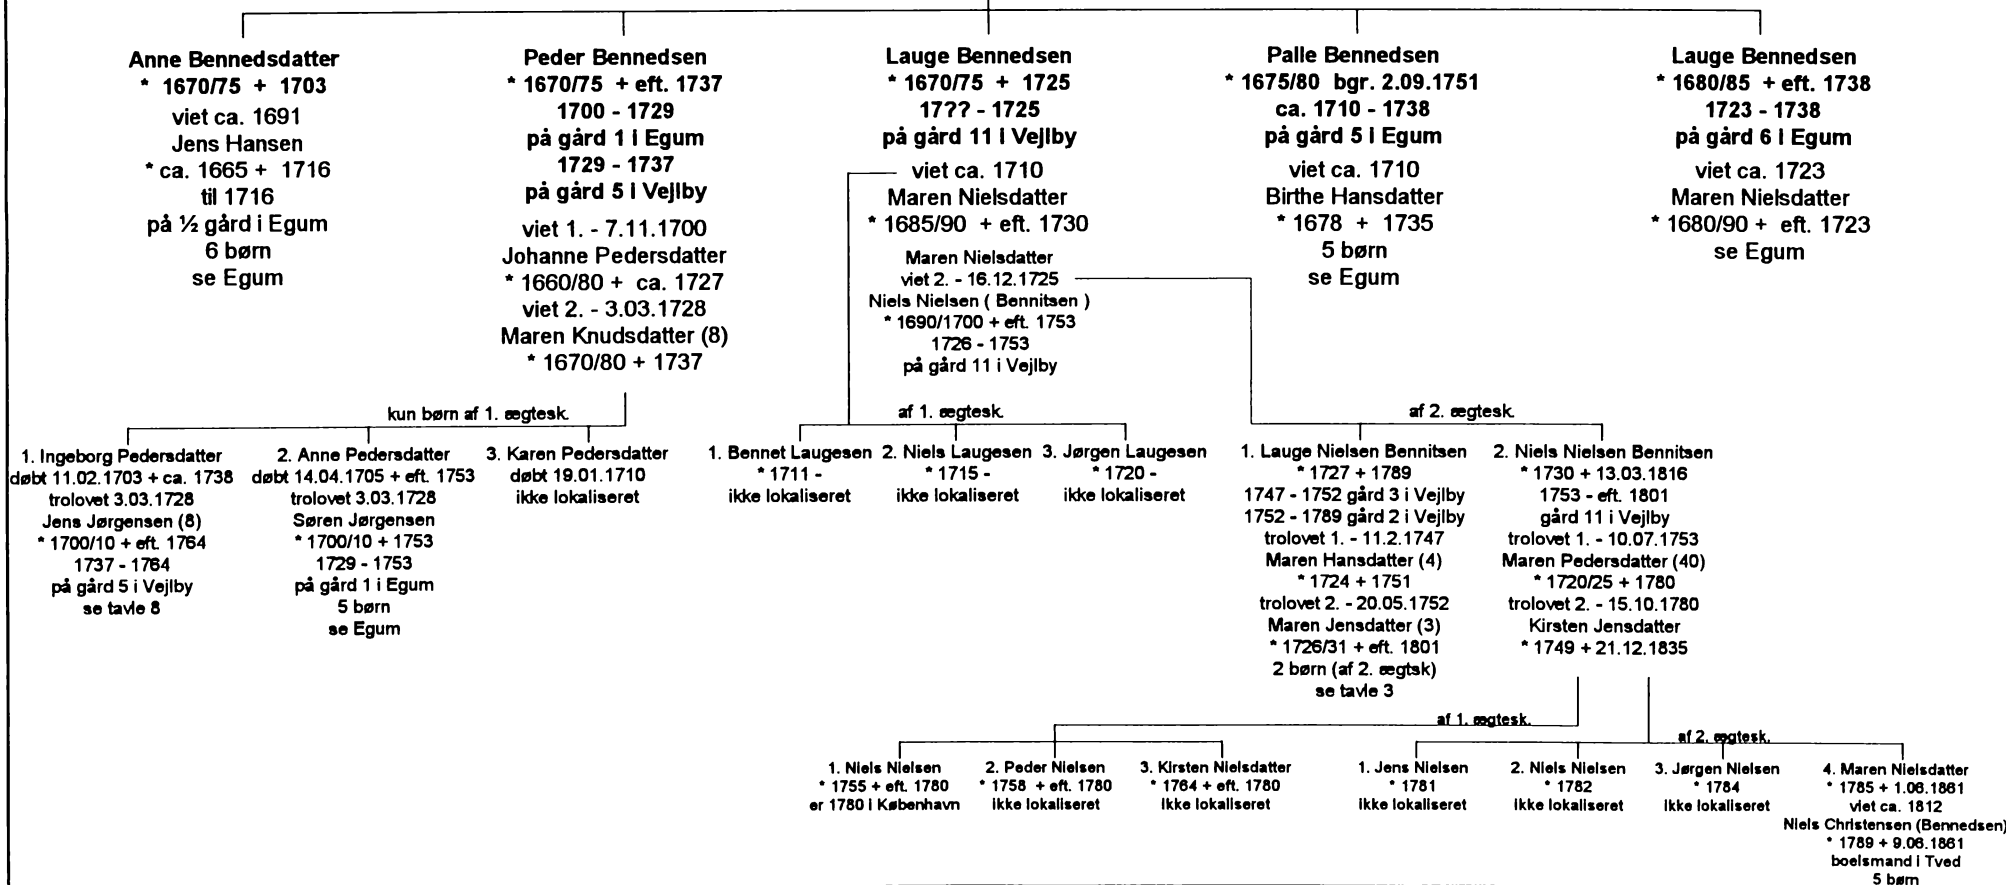 Anne Bennedsdatter
* 1670/75 + 1703
viet ca. 1691
Jens Hansen
* ca. 1665 + 1716
til 1716
på ½ gård i Egum
6 børn
se Egum
Peder Bennedsen
* 1670/75 + eft. 1737
1700 - 1729
på gård 1 i Egum
1729 - 1737
på gård 5 i Vejlby
viet 1. - 7.11.1700
Johanne Pedersdatter
* 1660/80 + ca. 1727
viet 2. - 3.03.1728
Maren Knudsdatter (8)
* 1670/80 + 1737
Lauge Bennedsen
* 1670/75 + 1725
17?? - 1725
på gård 11 i Vejlby
viet ca. 1710
Maren Nielsdatter
* 1685/90 + eft. 1730
Maren Nielsdatter
viet 2. - 16.12.1725
Niels Nielsen ( Bennitsen )
* 1690/1700 + eft. 1753
1726 - 1753
på gård 11 i Vejlby
Palle Bennedsen
* 1675/80 bgr. 2.09.1751
ca. 1710 - 1738
på gård 5 i Egum
viet ca. 1710
Birthe Hansdatter
* 1678 + 1735
5 børn
se Egum
Lauge Bennedsen
* 1680/85 + eft. 1738
1723 - 1738
på gård 6 i Egum
viet ca. 1723
Maren Nielsdatter
* 1680/90 + eft. 1723
se Egum
kun børn af 1. ægtesk.
1. Ingeborg Pedersdatter
døbt 11.02.1703 + ca. 1738
trolovet 3.03.1728
Jens Jørgensen (8)
* 1700/10 + eft. 1764
1737 - 1764
på gård 5 i Vejlby
se tavle 8
2. Anne Pedersdatter
døbt 14.04.1705 + eft. 1753
trolovet 3.03.1728
Søren Jørgensen
* 1700/10 + 1753
1729 - 1753
på gård 1 i Egum
5 børn
se Egum
3. Karen Pedersdatter
døbt 19.01.1710
ikke lokaliseret
af 1. ægtesk.
1. Bennet Laugesen
* 1711 -
ikke lokaliseret
2. Niels Laugesen
* 1715 -
ikke lokaliseret
3. Jørgen Laugesen
* 1720 -
ikke lokaliseret
af 2. ægtesk.
1. Lauge Nielsen Bennitsen
* 1727 + 1789
1747 - 1752 gård 3 i Vejlby
1752 - 1789 gård 2 i Vejlby
trolovet 1. - 11.2.1747
Maren Hansdatter (4)
* 1724 + 1751
trolovet 2. - 20.05.1752
Maren Jensdatter (3)
* 1726/31 + eft. 1801
2 børn (af 2. ægtsk)
se tavle 3
2. Niels Nielsen Bennitsen
* 1730 + 13.03.1816
1753 - eft. 1801
gård 11 i Vejlby
trolovet 1. - 10.07.1753
Maren Pedersdatter (40)
* 1720/25 + 1780
trolovet 2. - 15.10.1780
Kirsten Jensdatter
* 1749 + 21.12.1835
af 1. ægtesk.
1. Niels Nielsen
* 1755 + eft. 1780
er 1780 i København
2. Peder Nielsen
* 1758 + eft. 1780
ikke lokaliseret
3. Kirsten Nielsdatter
* 1764 + eft. 1780
ikke lokaliseret
af 2. ægtesk.
1. Jens Nielsen
* 1781
ikke lokaliseret
2. Niels Nielsen
* 1782
ikke lokaliseret
3. Jørgen Nielsen
* 1784
ikke lokaliseret
4. Maren Nielsdatter
* 1785 + 1.06.1861
viet ca. 1812
Niels Christensen (Bennedsen)
* 1789 + 9.06.1861
boelsmand i Tved
5 børn